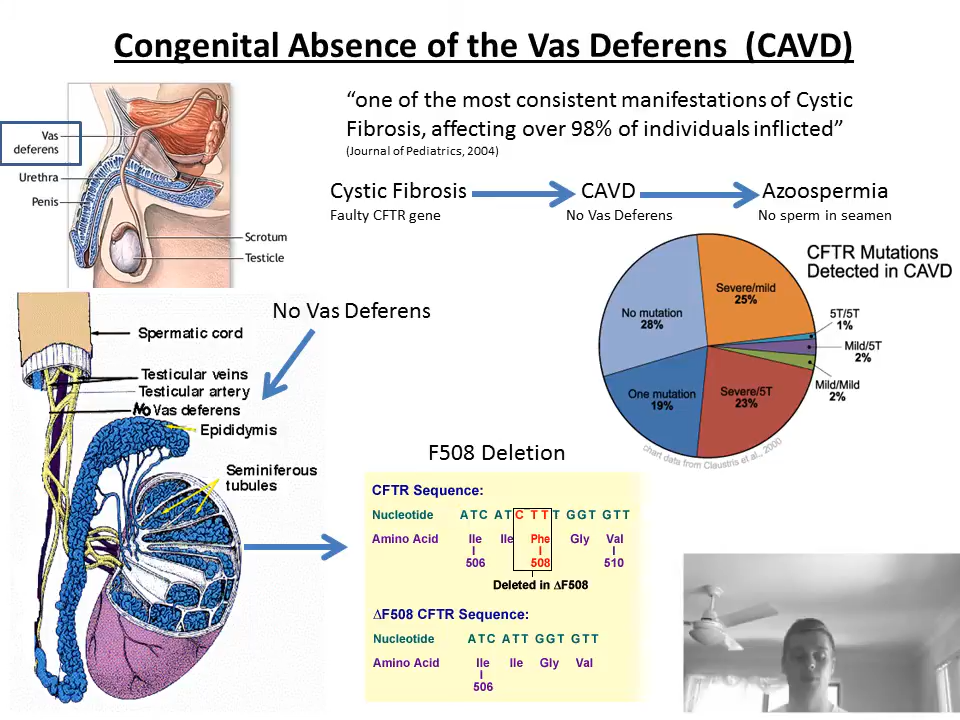 Congenital Absence of the Vas Deferens (CAVD)
Vas
deferens
Urethra
Penis
Scrotum
Testicle
“one of the most consistent manifestations of Cystic
Fibrosis, affecting over 98% of individuals inflicted”
(Journal of Pediatrics, 2004)
Cystic Fibrosis
CAVD
Azoospermia
Faulty CFTR gene
No Vas Deferens
No sperm in seamen
CFTR Mutations
Detected in CAVD
Severe/mild
25%
No mutation
28%
5T/5T
1%
Mild/5T
2%
Mild/Mild
2%
One mutation
19%
Severe/5T
23%
chart data from Claustris et al., 2000
No Vas Deferens
Spermatic cord
Testicular veins
Testicular artery
No Vas deferens
Epididymis
Seminiferous
tubules
F508 Deletion
CFTR Sequence:
Nucleotide ATC ATCTTT GGT GTT
Amino Acid Ile Ile Phe Gly Val
506 508 510
Deleted in ΔF508
ΔF508 CFTR Sequence:
Nucleotide ATC ATT GGT GTT
Amino Acid Ile Ile Gly Val
506